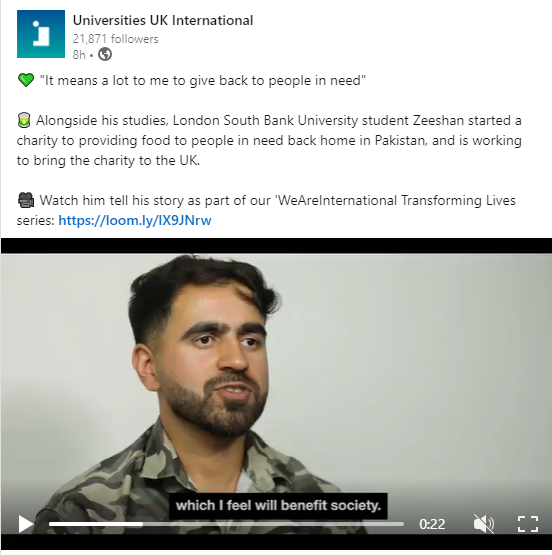 Universities UK International
21,871 followers
8h •
💚 "It means a lot to me to give back to people in need"
🥫 Alongside his studies, London South Bank University student Zeeshan started a
charity to providing food to people in need back home in Pakistan, and is working
to bring the charity to the UK.
🎥 Watch him tell his story as part of our 'WeAreInternational Transforming Lives
series: https://loom.ly/IX9JNrw
which I feel will benefit society.
0:22